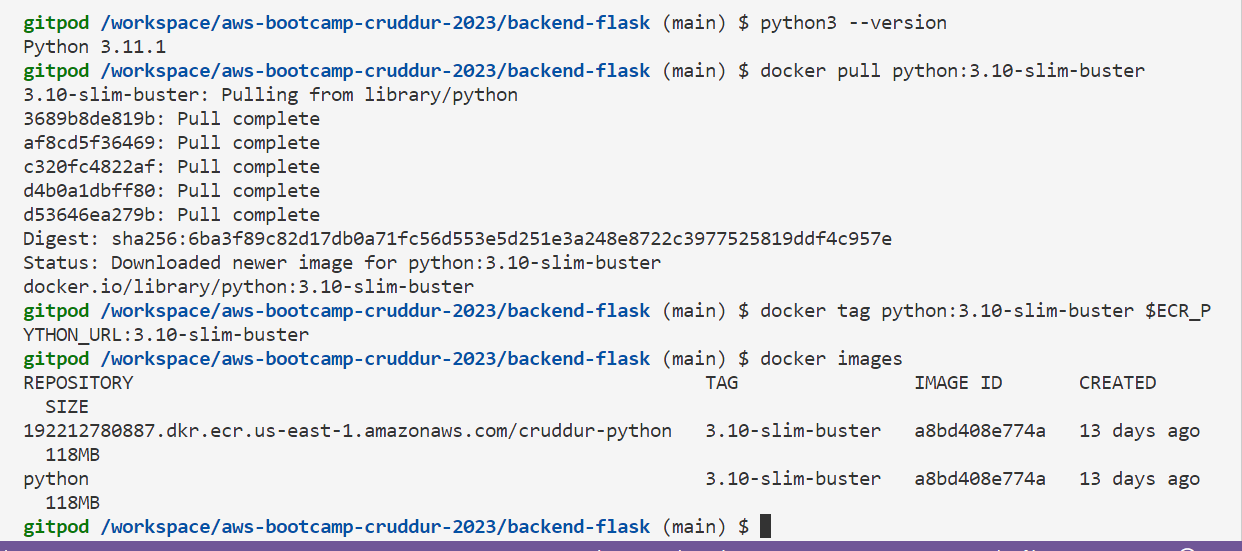 gitpod /workspace/aws-bootcamp-cruddur-2023/backend-flask (main) $ python3 --version
Python 3.11.1
gitpod /workspace/aws-bootcamp-cruddur-2023/backend-flask (main) $ docker pull python:3.10-slim-buster
3.10-slim-buster: Pulling from library/python
3689b8de819b: Pull complete
af8cd5f36469: Pull complete
c320fc4822af: Pull complete
d4b0a1dbff80: Pull complete
d53646ea279b: Pull complete
Digest: sha256:6ba3f89c82d17db0a71fc56d553e5d251e3a248e8722c3977525819ddf4c957e
Status: Downloaded newer image for python:3.10-slim-buster
docker.io/library/python:3.10-slim-buster
gitpod /workspace/aws-bootcamp-cruddur-2023/backend-flask (main) $ docker tag python:3.10-slim-buster $ECR_P
YTHON_URL:3.10-slim-buster
gitpod /workspace/aws-bootcamp-cruddur-2023/backend-flask (main) $ docker images
REPOSITORY TAG IMAGE ID CREATED
SIZE
192212780887.dkr.ecr.us-east-1.amazonaws.com/cruddur-python 3.10-slim-buster a8bd408e774a 13 days ago
118MB
python 3.10-slim-buster a8bd408e774a 13 days ago
118MB
gitpod /workspace/aws-bootcamp-cruddur-2023/backend-flask (main) $